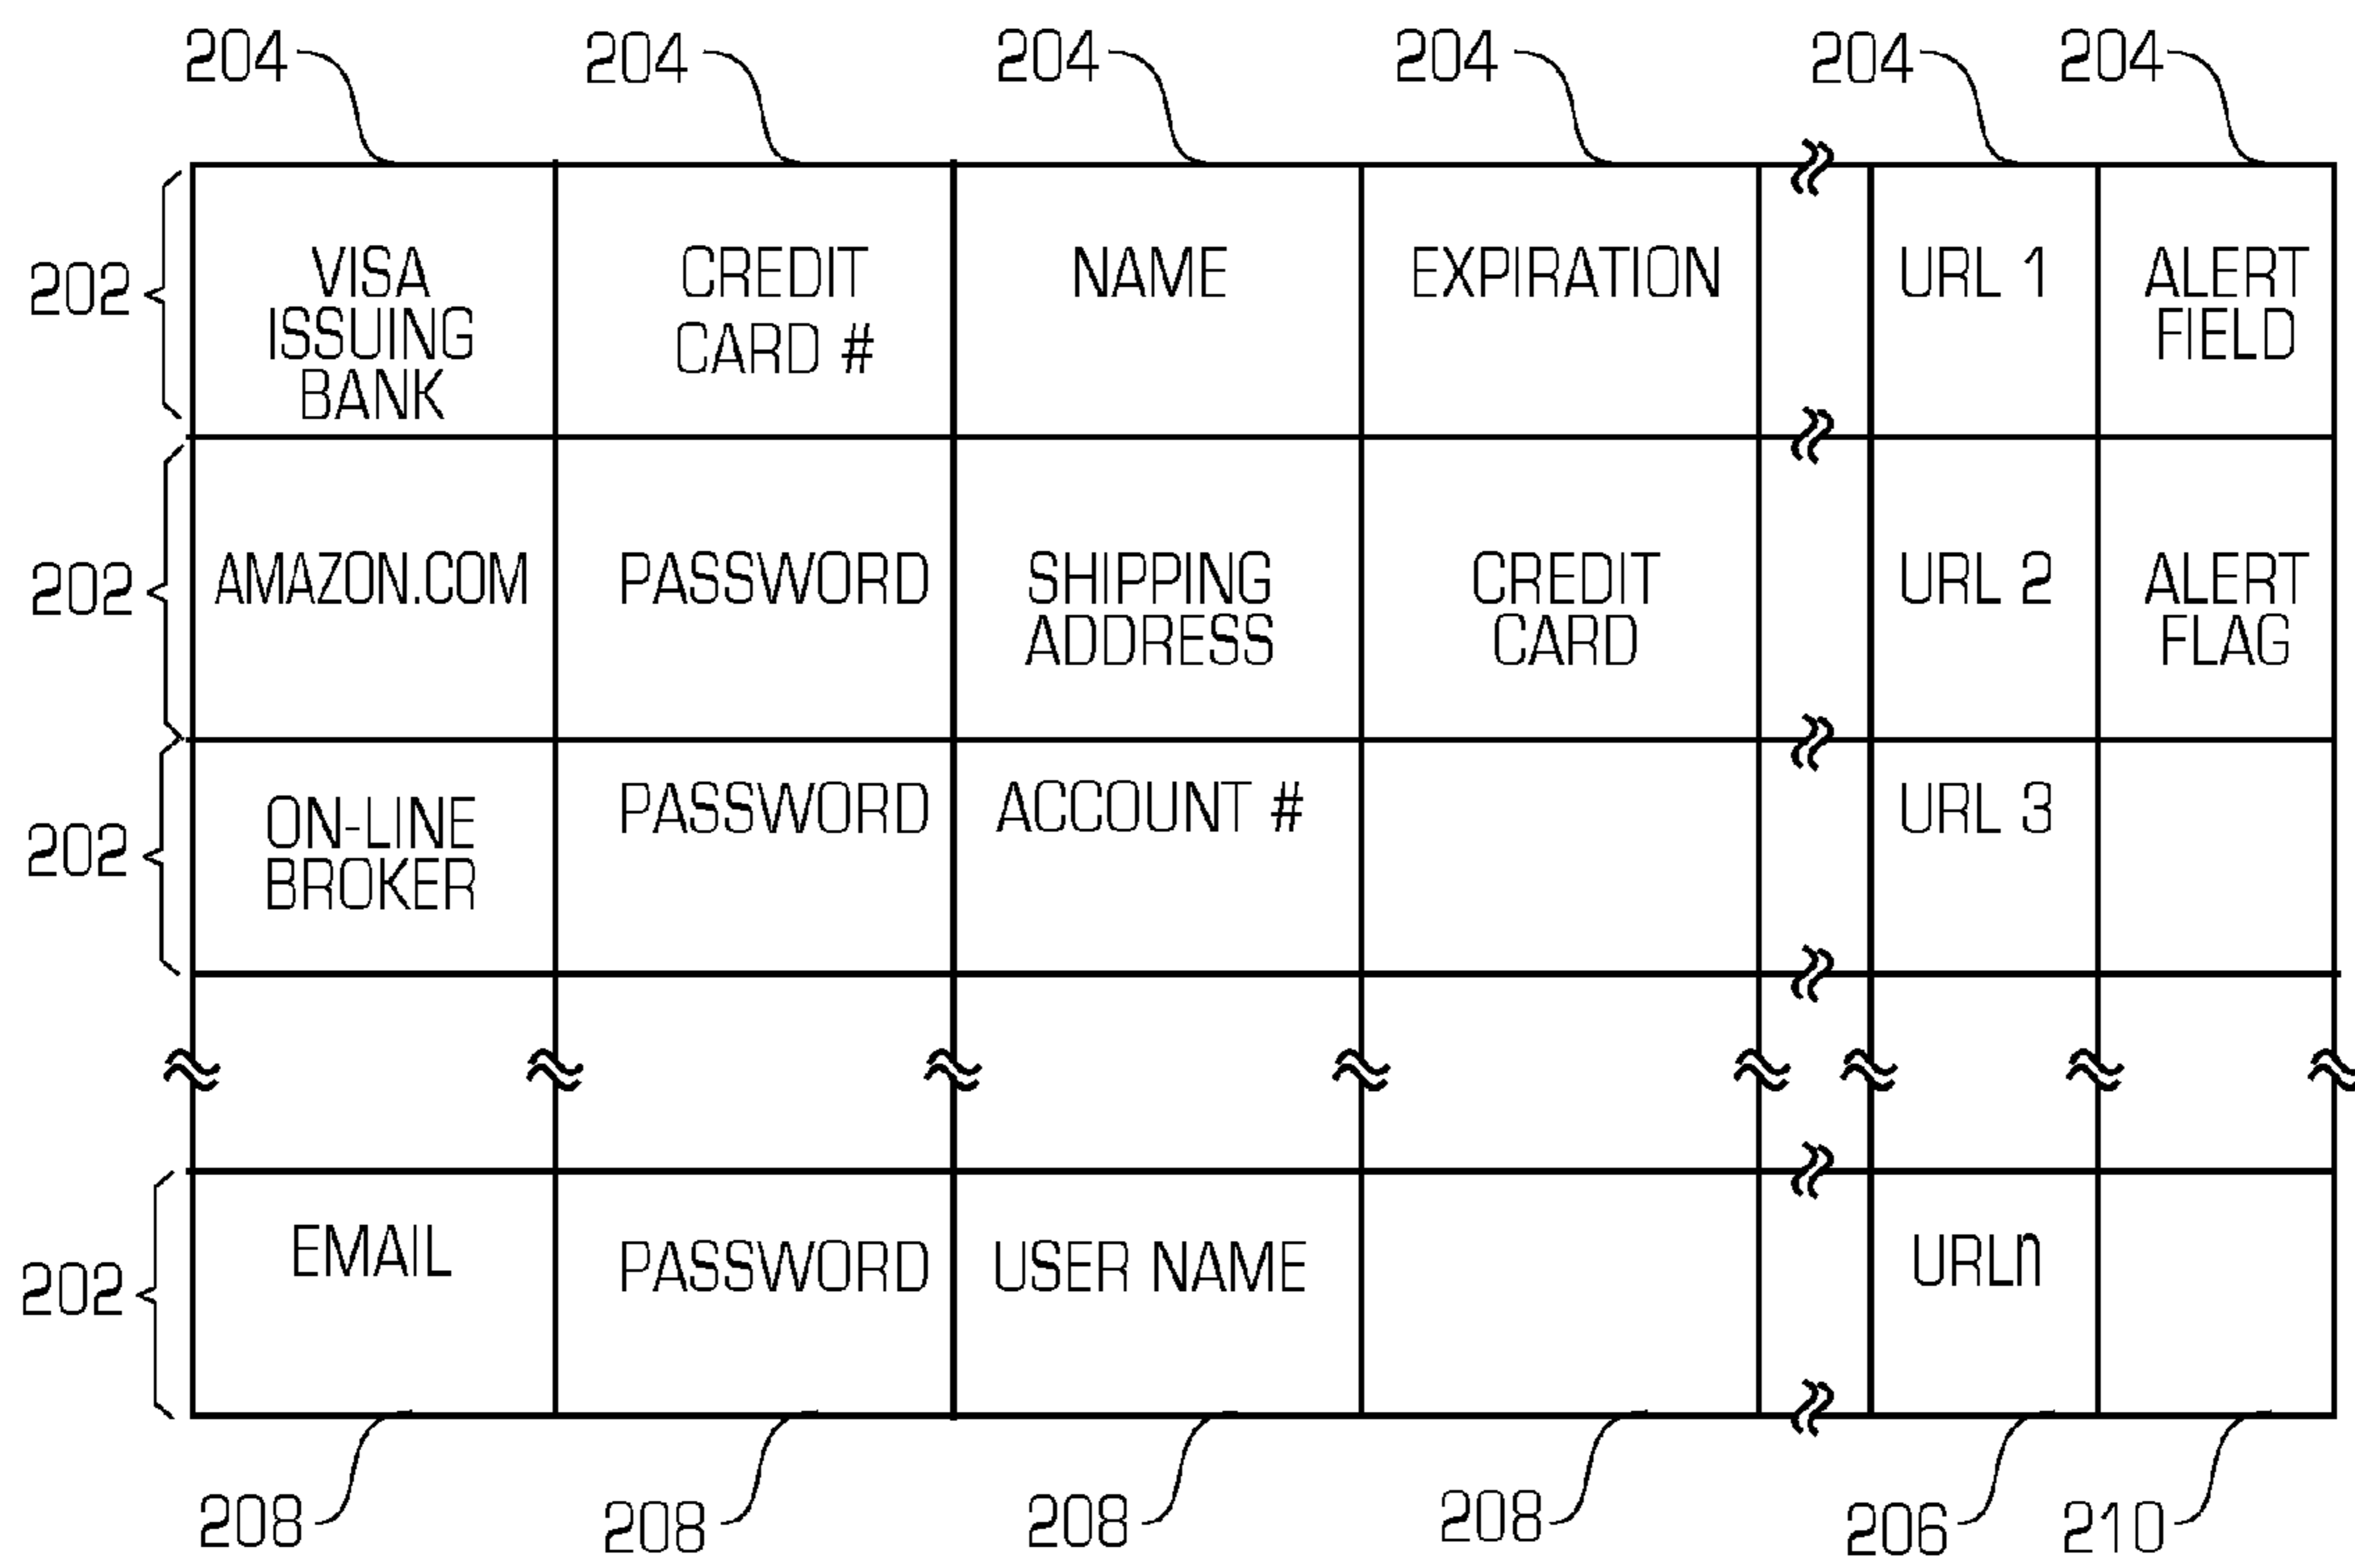 204 204 204 204 204 204
202
VISA
ISSUING
BANK
CREDIT
CARD #
NAME
EXPIRATION
URL 1
ALERT
FIELD
202
AMAZON.COM
PASSWORD
SHIPPING
ADDRESS
CREDIT
CARD
URL 2
ALERT
FLAG
202
ON-LINE
BROKER
PASSWORD
ACCOUNT #
URL 3
202
EMAIL
PASSWORD
USER NAME
URLn
208 208 208 208 206 210